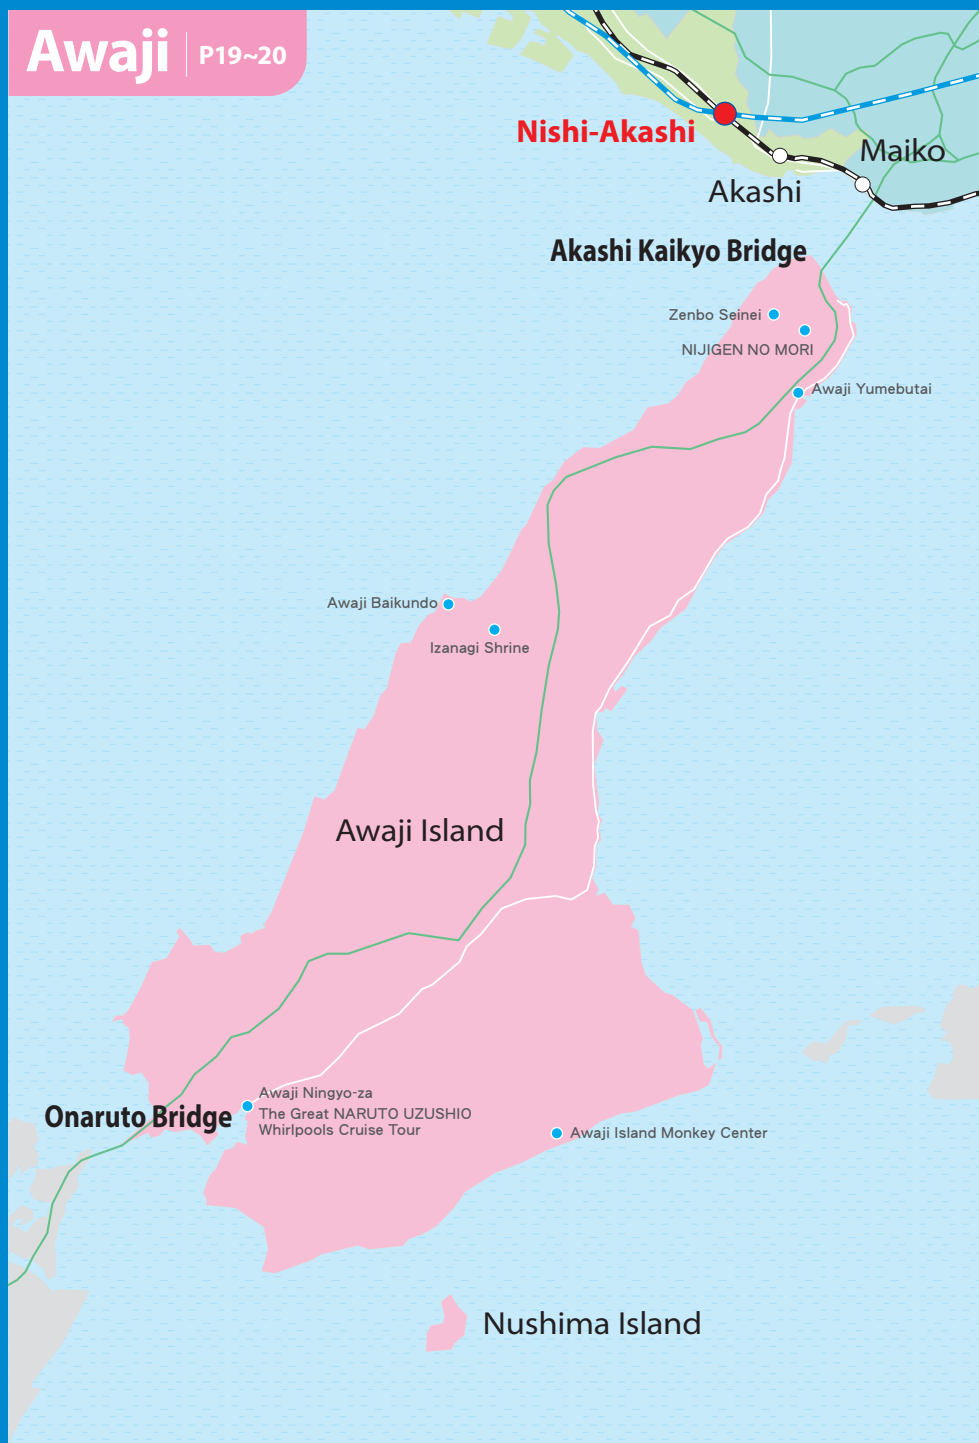 Awaji P19~20
Nishi-Akashi
Maiko
Akashi
Akashi Kaikyo Bridge
Zenbo Seinei
NIJIGEN NO MORI
Awaji Yumebutai
Awaji Baikundo
Izanagi Shrine
Awaji Island
Awaji Ningyo-za
Onaruto Bridge
The Great NARUTO UZUSHIO
Whirlpools Cruise Tour
Awaji Island Monkey Center
Nushima Island